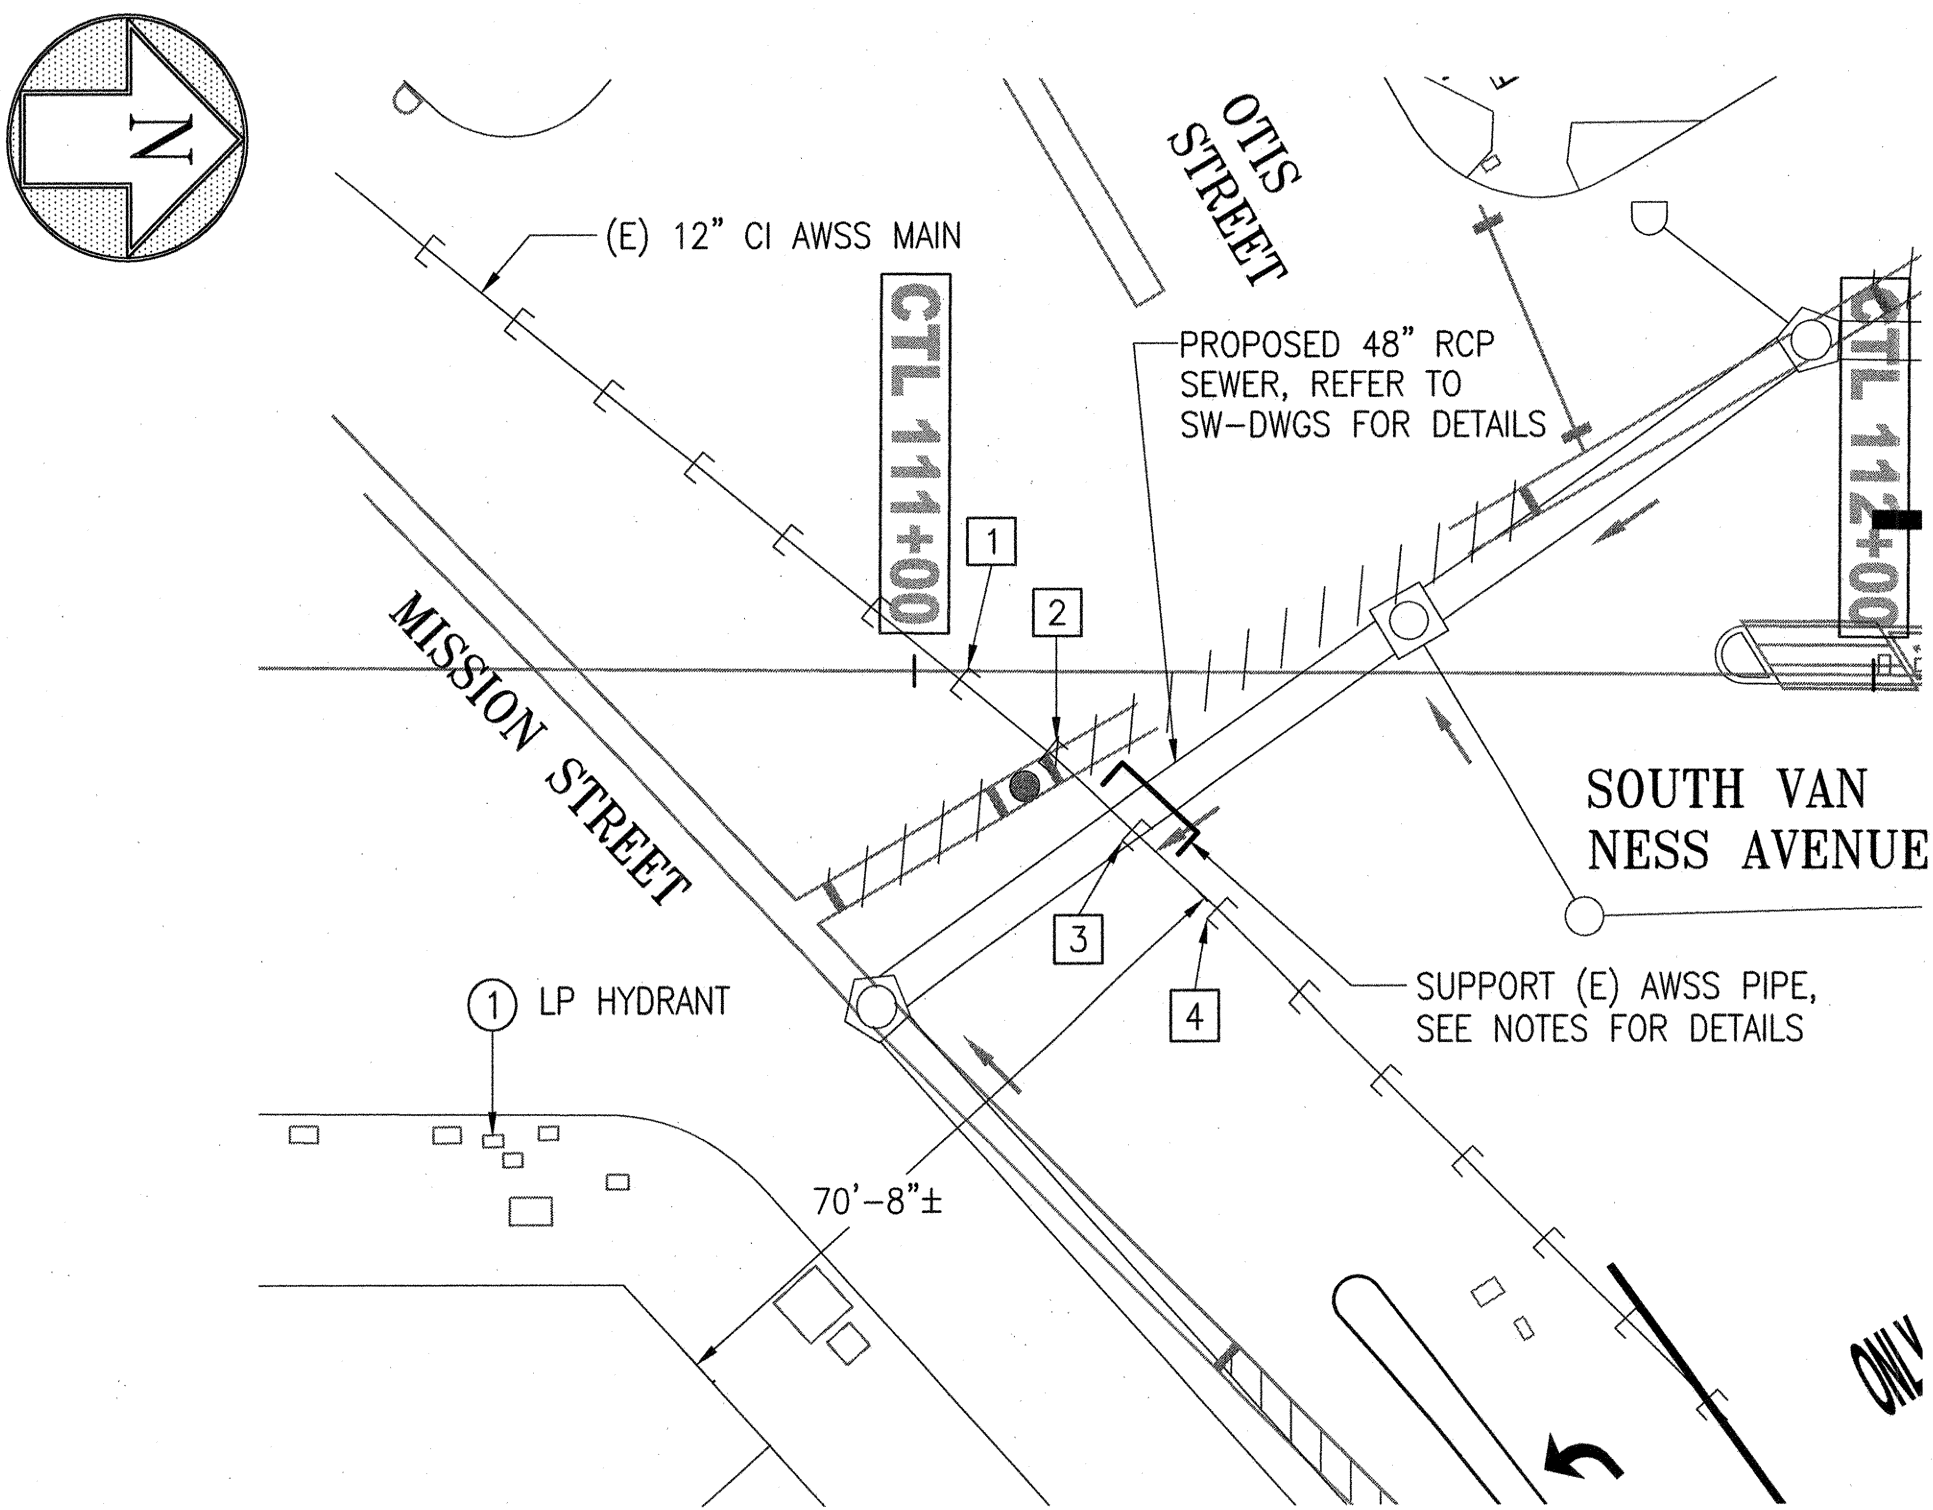 N
(E) 12" CI AWSS MAIN
OTIS
STREET
CTL 111+00
PROPOSED 48" RCP
SEWER, REFER TO
SW-DWGS FOR DETAILS
CTL 112+00
1
2
MISSION STREET
SOUTH VAN
NESS AVENUE
3
4
SUPPORT (E) AWSS PIPE,
SEE NOTES FOR DETAILS
1 LP HYDRANT
70'-8"±
ONLY